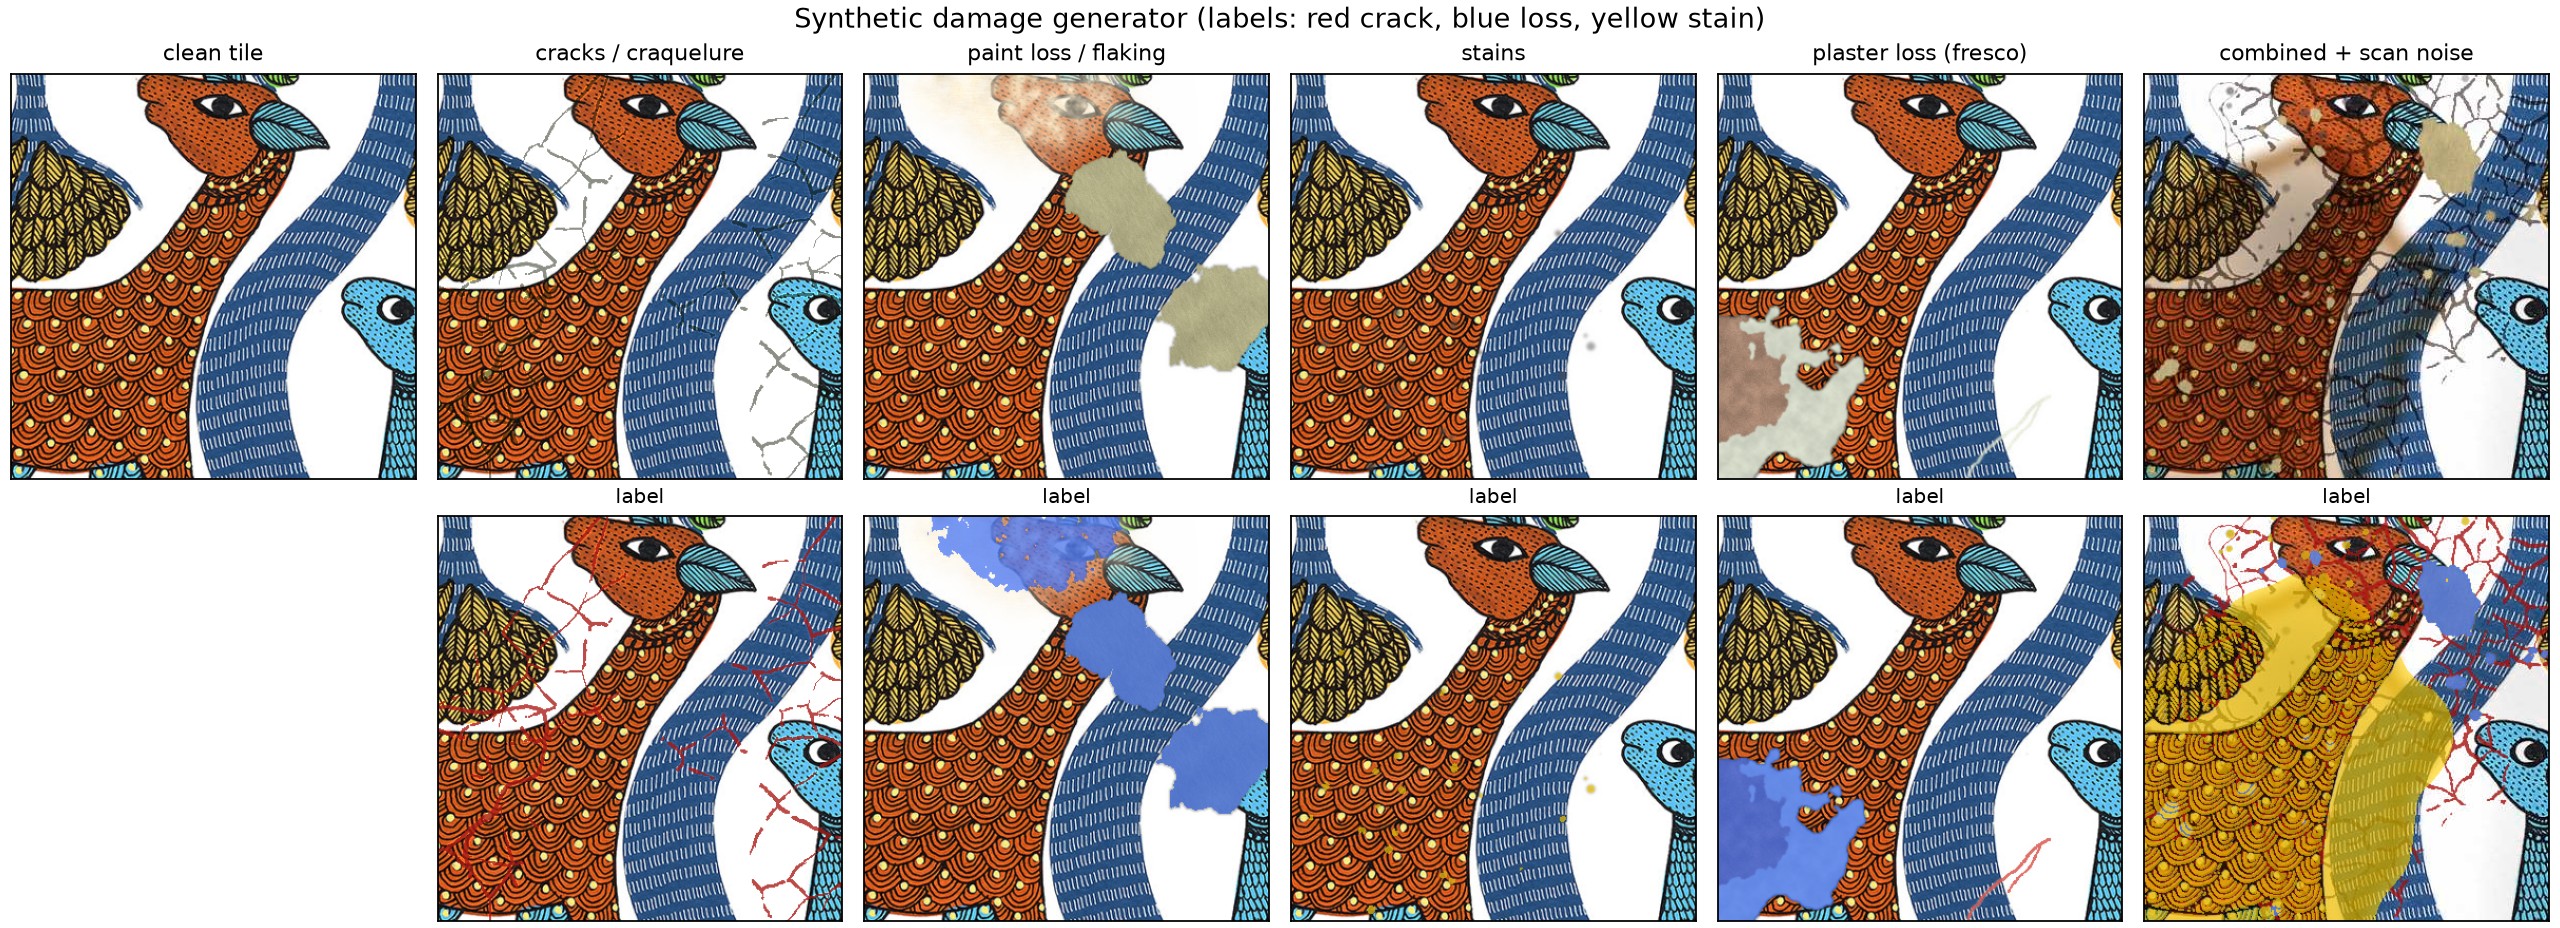 Synthetic damage generator (labels: red crack, blue loss, yellow stain)
clean tile
cracks / craquelure
paint loss / flaking
stains
plaster loss (fresco)
combined + scan noise
label
label
label
label
label